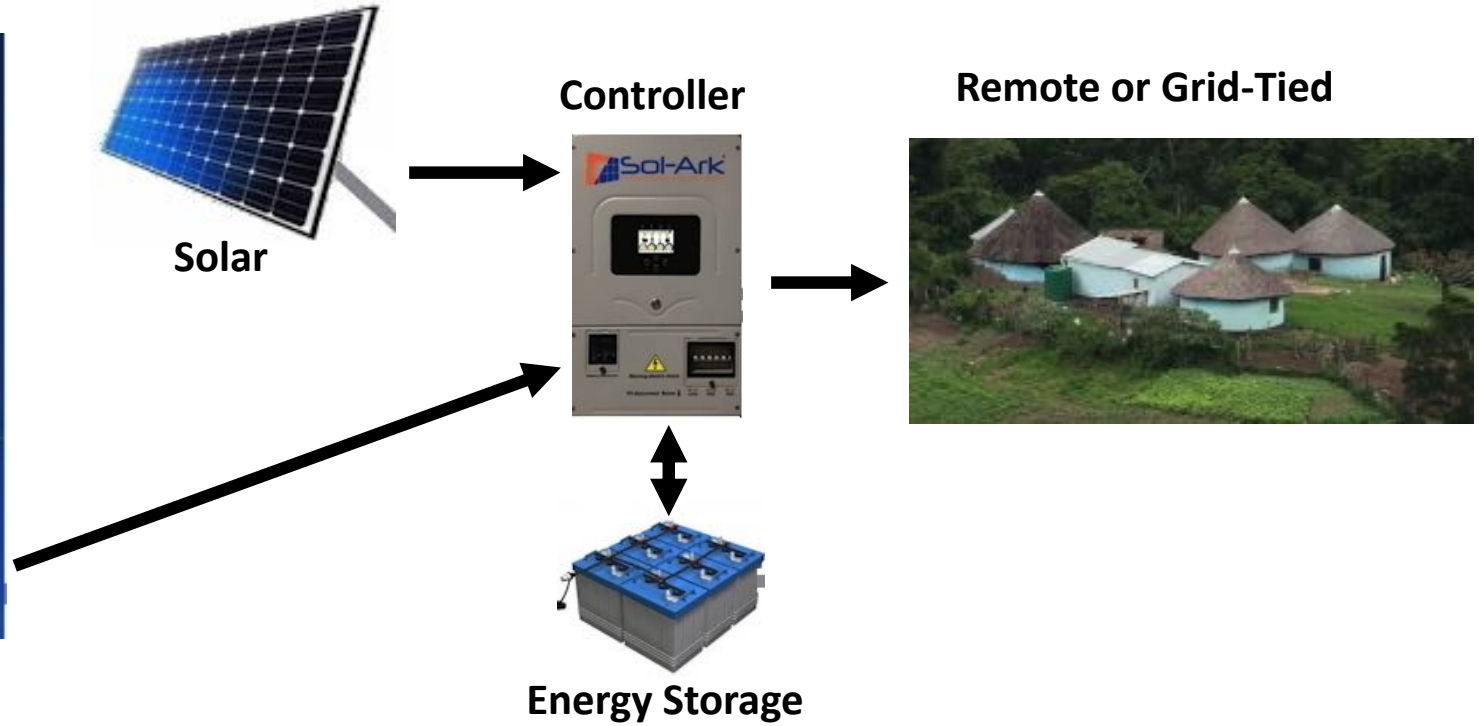 Controller
Remote or Grid-Tied
Sol-Ark
Solar
Energy Storage